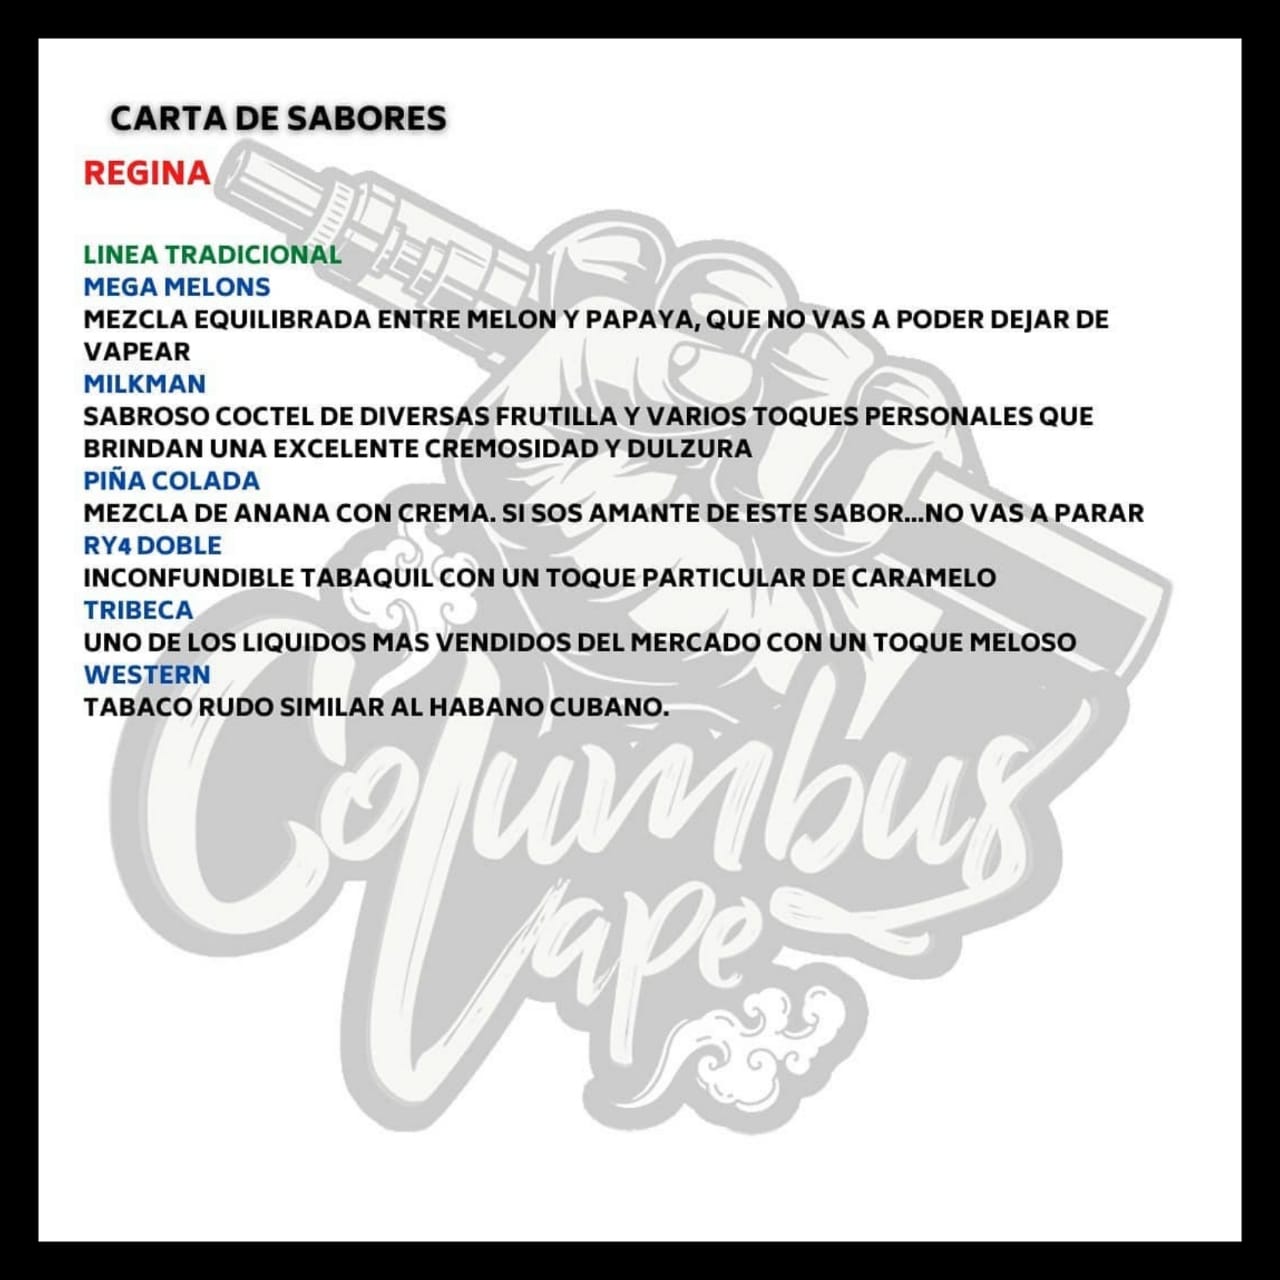 CARTA DE SABORES
REGINA
LINEA TRADICIONAL
MEGA MELONS
MEZCLA EQUILIBRADA ENTRE MELON Y PAPAYA, QUE NO VAS A PODER DEJAR DE
VAPEAR
MILKMAN
SABROSO COCTEL DE DIVERSAS FRUTILLA Y VARIOS TOQUES PERSONALES QUE
BRINDAN UNA EXCELENTE CREMOSIDAD Y DULZURA
PIÑA COLADA
MEZCLA DE ANANA CON CREMA. SI SOS AMANTE DE ESTE SABOR...NO VAS A PARAR
RY4 DOBLE
INCONFUNDIBLE TABAQUIL CON UN TOQUE PARTICULAR DE CARAMELO
TRIBECA
UNO DE LOS LIQUIDOS MAS VENDIDOS DEL MERCADO CON UN TOQUE MELOSO
WESTERN
TABACO RUDO SIMILAR AL HABANO CUBANO.
Columbus
Vape